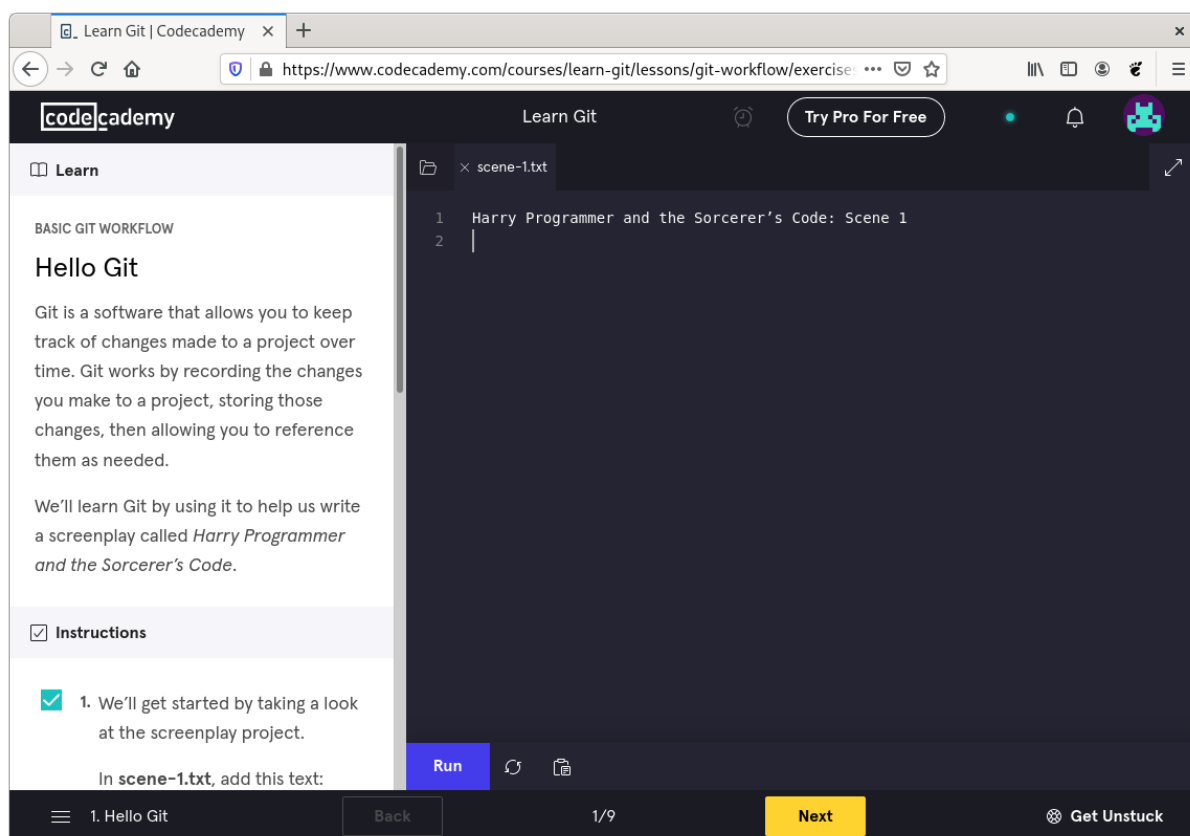 Learn Git | Codecademy
https://www.codecademy.com/courses/learn-git/lessons/git-workflow/exercise
codecademy
Learn Git
Try Pro For Free
Learn
scene-1.txt
BASIC GIT WORKFLOW
Hello Git
Git is a software that allows you to keep
track of changes made to a project over
time. Git works by recording the changes
you make to a project, storing those
changes, then allowing you to reference
them as needed.
We’ll learn Git by using it to help us write
a screenplay called Harry Programmer
and the Sorcerer’s Code.
Instructions
1. We’ll get started by taking a look
at the screenplay project.
In scene-1.txt, add this text:
1 Harry Programmer and the Sorcerer’s Code: Scene 1
2
Run
1. Hello Git
Back
1/9
Next
Get Unstuck